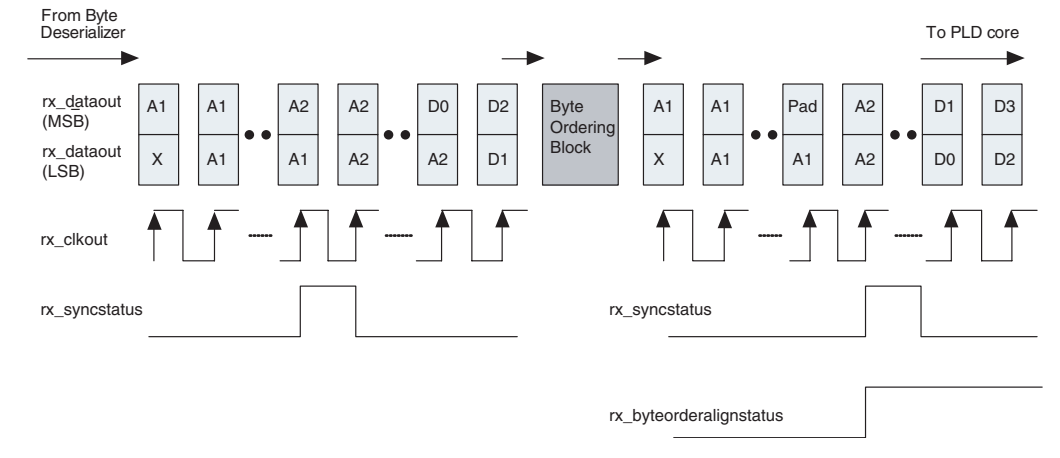 From Byte
Deserializer
To PLD core
rx_dataout
(MSB)
A1 A1 A2 A2 D0 D2
Byte
Ordering
Block
A1 A1 Pad A2 D1 D3
rx_dataout
(LSB)
X A1 A1 A2 A2 D1
X A1 A1 A2 D0 D2
rx_clkout
rx_syncstatus
rx_syncstatus
rx_byteorderalignstatus